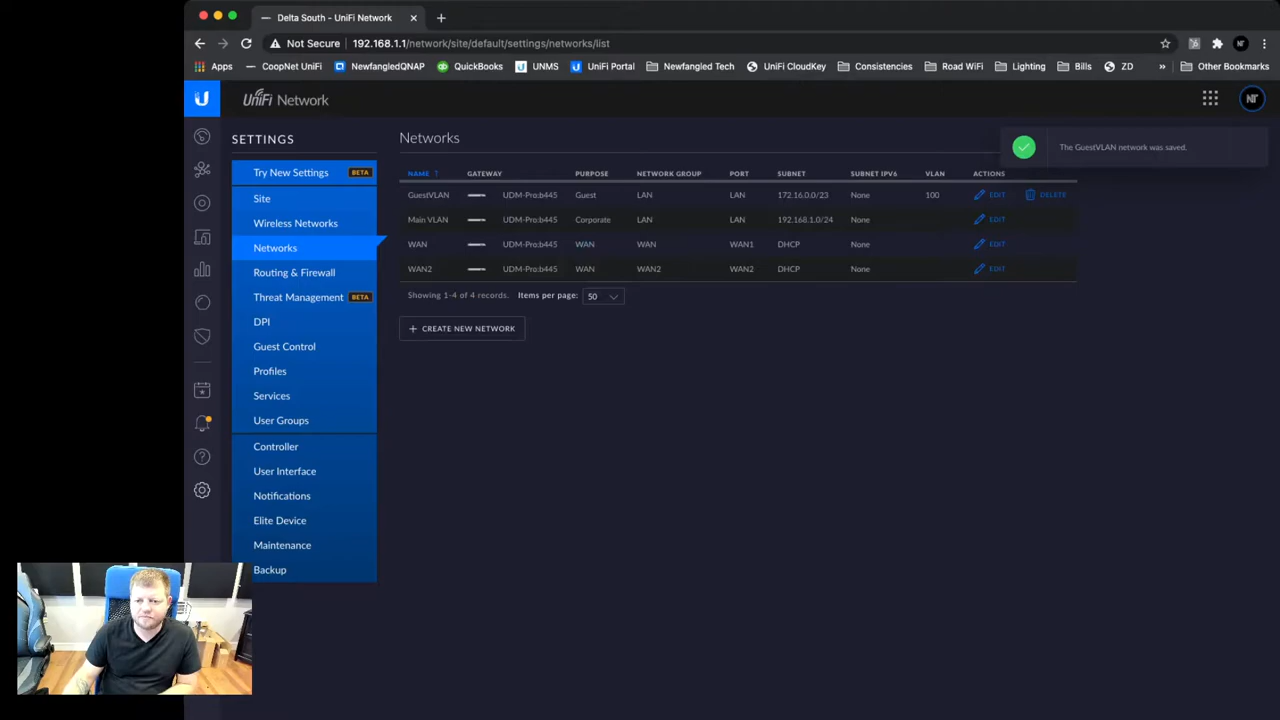 Delta South - UniFi Network
Not Secure 192.168.1.1/network/site/default/settings/networks/list
Apps CoopNet UniFi NewfangledQNAP QuickBooks UNMS UniFi Portal Newfangled Tech UniFi CloudKey Consistencies Road WiFi Lighting Bills ZD » Other Bookmarks
UniFi Network
NT
SETTINGS
Try New Settings BETA
Site
Wireless Networks
Networks
Routing & Firewall
Threat Management BETA
DPI
Guest Control
Profiles
Services
User Groups
Controller
User Interface
Notifications
Elite Device
Maintenance
Backup
Networks
The GuestVLAN network was saved.
NAME ↑ GATEWAY PURPOSE NETWORK GROUP PORT SUBNET SUBNET IPV6 VLAN ACTIONS
GuestVLAN UDM-Pro:b445 Guest LAN LAN 172.16.0.0/23 None 100 EDIT DELETE
Main VLAN UDM-Pro:b445 Corporate LAN LAN 192.168.1.0/24 None EDIT
WAN UDM-Pro:b445 WAN WAN WAN1 DHCP None EDIT
WAN2 UDM-Pro:b445 WAN WAN2 WAN2 DHCP None EDIT
Showing 1-4 of 4 records. Items per page: 50
+ CREATE NEW NETWORK